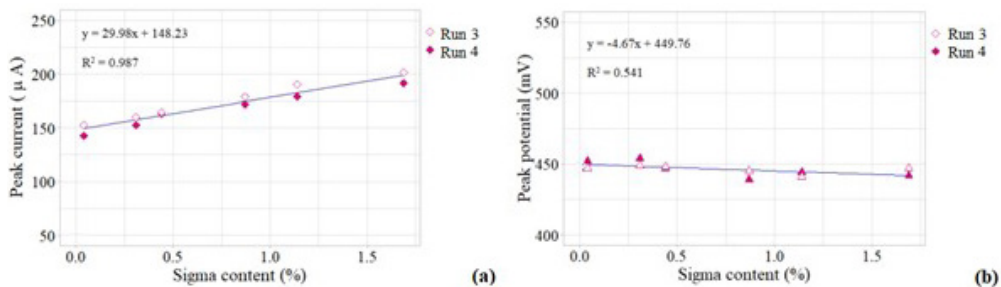 250
200
150
100
50
Peak current ( μ A)
y = 29.98x + 148.23
R² = 0.987
0.0 0.5 1.0 1.5
Sigma content (%)
Run 3
Run 4
(a)
550
500
450
400
Peak potential (mV)
y = -4.67x + 449.76
R² = 0.541
0.0 0.5 1.0 1.5
Sigma content (%)
Run 3
Run 4
(b)